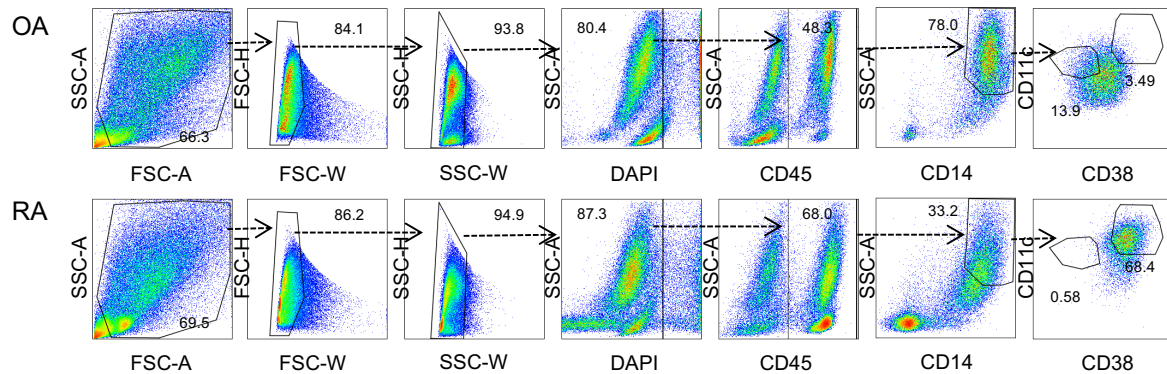 OA
SSC-A
66.3
FSC-A
FSC-H
84.1
FSC-W
SSC-H
93.8
SSC-W
SSC-A
80.4
DAPI
SSC-A
48.3
CD45
SSC-A
78.0
CD14
CD11c
3.49
13.9
CD38
RA
SSC-A
69.5
FSC-A
FSC-H
86.2
FSC-W
SSC-H
94.9
SSC-W
SSC-A
87.3
DAPI
SSC-A
68.0
CD45
SSC-A
33.2
CD14
CD11c
68.4
0.58
CD38